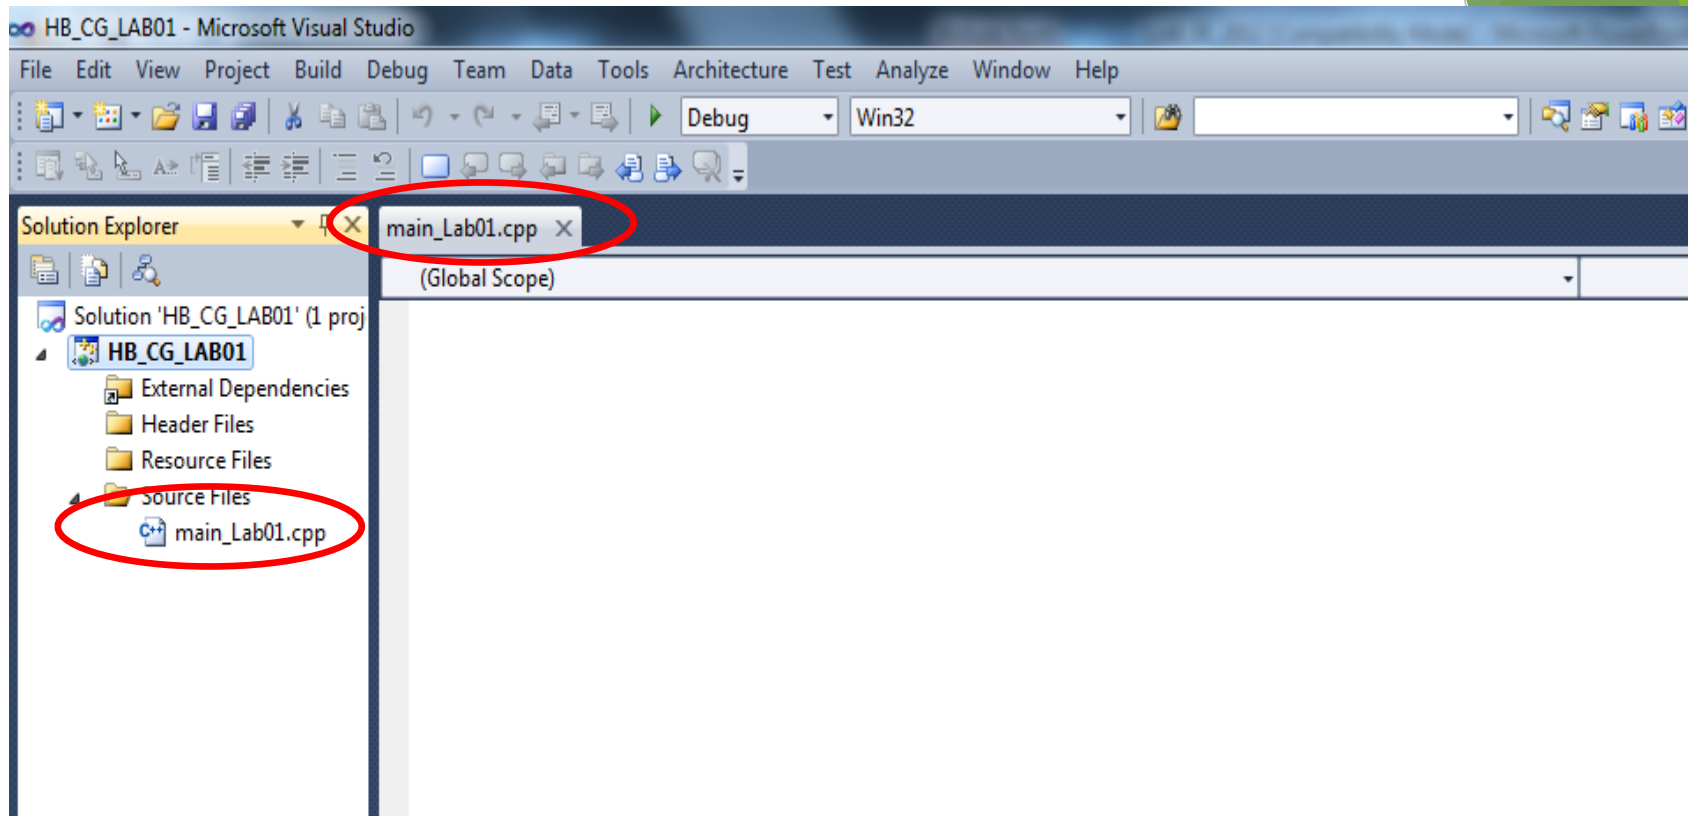 HB_CG_LAB01 - Microsoft Visual Studio
File Edit View Project Build Debug Team Data Tools Architecture Test Analyze Window Help
Debug Win32
Solution Explorer
main_Lab01.cpp
(Global Scope)
Solution 'HB_CG_LAB01' (1 proj
HB_CG_LAB01
External Dependencies
Header Files
Resource Files
Source Files
main_Lab01.cpp